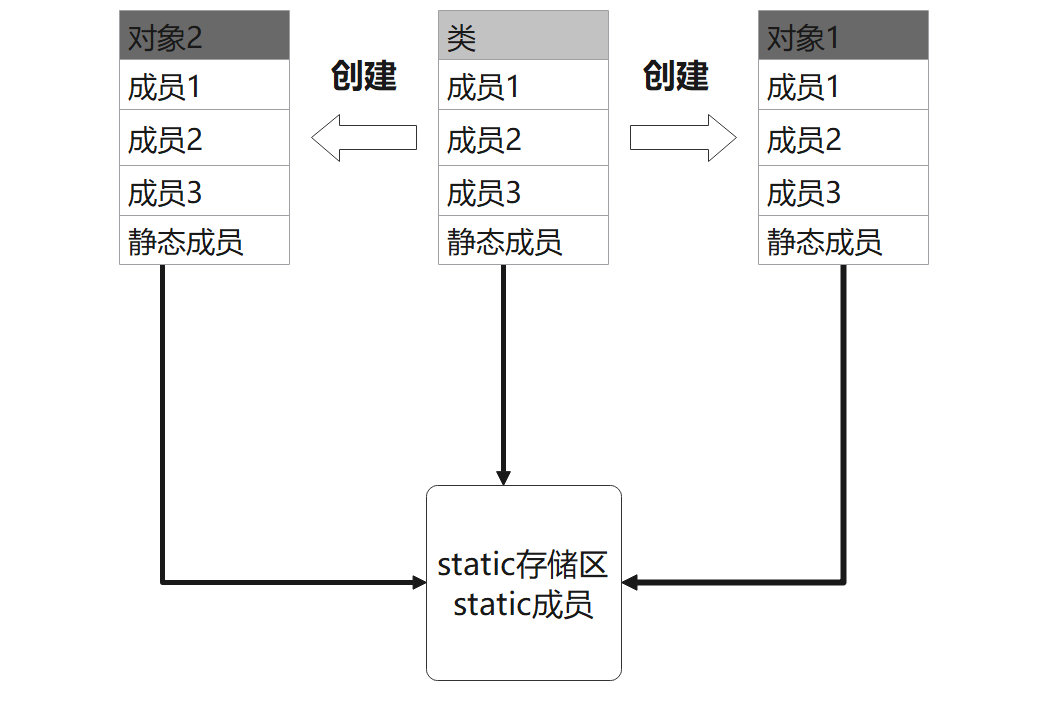 对象2
成员1
成员2
成员3
静态成员
创建
类
成员1
成员2
成员3
静态成员
创建
对象1
成员1
成员2
成员3
静态成员
static存储区
static成员